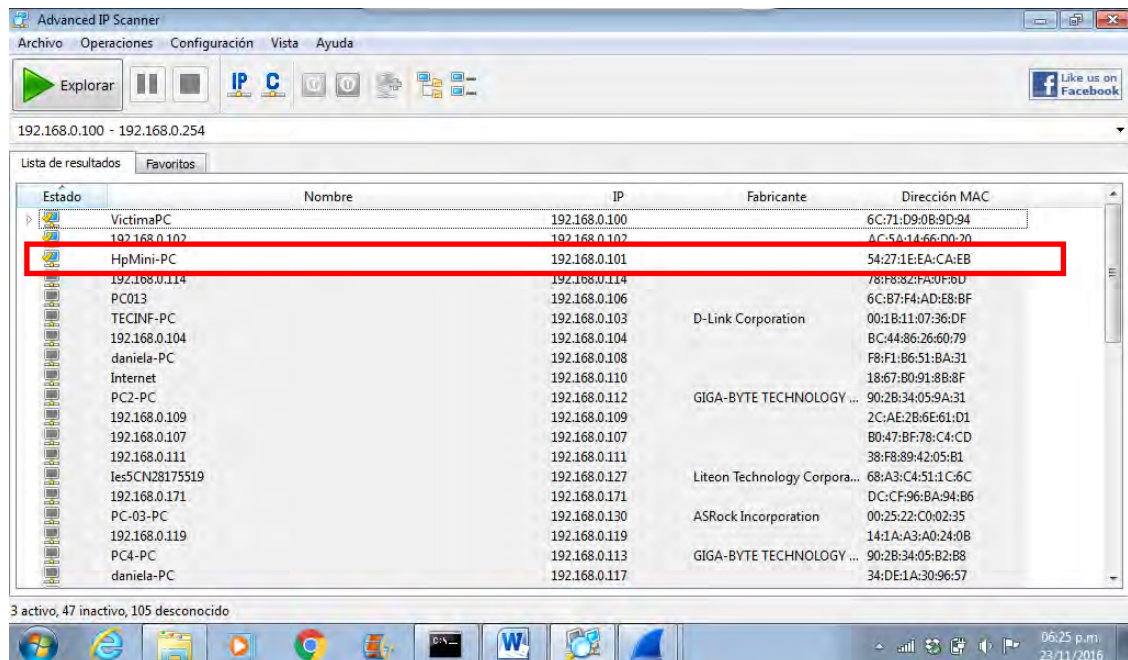 Advanced IP Scanner
Archivo Operaciones Configuración Vista Ayuda
Explorar IP C Like us on
Facebook
192.168.0.100 - 192.168.0.254
Lista de resultados Favoritos
Estado Nombre IP Fabricante Dirección MAC
VictimaPC 192.168.0.100 6C:71:D9:0B:9D:94
192.168.0.102 192.168.0.102 AC:5A:14:66:D0:20
HpMini-PC 192.168.0.101 54:27:1E:EA:CA:EB
192.168.0.114 192.168.0.114 78:F8:82:FA:0F:6D
PC013 192.168.0.106 6C:B7:F4:AD:E8:BF
TECINF-PC 192.168.0.103 D-Link Corporation 00:1B:11:07:36:DF
192.168.0.104 192.168.0.104 BC:44:86:26:60:79
daniela-PC 192.168.0.108 F8:F1:B6:51:BA:31
Internet 192.168.0.110 18:67:B0:91:8B:8F
PC2-PC 192.168.0.112 GIGA-BYTE TECHNOLOGY ... 90:2B:34:05:9A:31
192.168.0.109 192.168.0.109 2C:AE:2B:6E:61:D1
192.168.0.107 192.168.0.107 B0:47:BF:78:C4:CD
192.168.0.111 192.168.0.111 38:F8:89:42:05:B1
Ies5CN28175519 192.168.0.127 Liteon Technology Corpora... 68:A3:C4:51:1C:6C
192.168.0.171 192.168.0.171 DC:CF:96:BA:94:B6
PC-03-PC 192.168.0.130 ASRock Incorporation 00:25:22:C0:02:35
192.168.0.119 192.168.0.119 14:1A:A3:A0:24:0B
PC4-PC 192.168.0.113 GIGA-BYTE TECHNOLOGY ... 90:2B:34:05:B2:B8
daniela-PC 192.168.0.117 34:DE:1A:30:96:57
3 activo, 47 inactivo, 105 desconocido
C:\ W 06:25 p.m.
23/11/2016